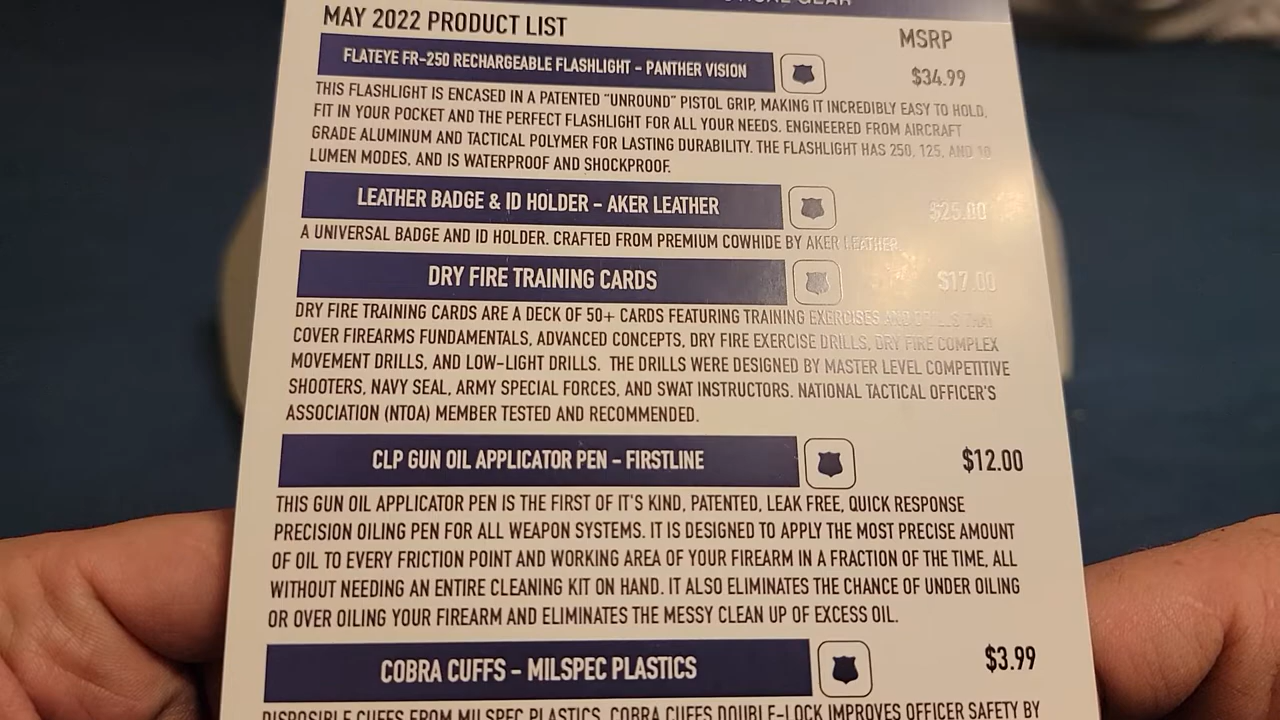 GEAR
MAY 2022 PRODUCT LIST
MSRP
FLATEYE FR-250 RECHARGEABLE FLASHLIGHT - PANTHER VISION
$34.99
THIS FLASHLIGHT IS ENCASED IN A PATENTED "UNROUND" PISTOL GRIP, MAKING IT INCREDIBLY EASY TO HOLD,
FIT IN YOUR POCKET AND THE PERFECT FLASHLIGHT FOR ALL YOUR NEEDS. ENGINEERED FROM AIRCRAFT
GRADE ALUMINUM AND TACTICAL POLYMER FOR LASTING DURABILITY. THE FLASHLIGHT HAS 250, 125, AND 10
LUMEN MODES, AND IS WATERPROOF AND SHOCKPROOF.
LEATHER BADGE & ID HOLDER - AKER LEATHER
$25.00
A UNIVERSAL BADGE AND ID HOLDER. CRAFTED FROM PREMIUM COWHIDE BY AKER LEATHER.
DRY FIRE TRAINING CARDS
$17.00
DRY FIRE TRAINING CARDS ARE A DECK OF 50+ CARDS FEATURING TRAINING EXERCISES AND DRILLS THAT
COVER FIREARMS FUNDAMENTALS, ADVANCED CONCEPTS, DRY FIRE EXERCISE DRILLS, DRY FIRE COMPLEX
MOVEMENT DRILLS, AND LOW-LIGHT DRILLS. THE DRILLS WERE DESIGNED BY MASTER LEVEL COMPETITIVE
SHOOTERS, NAVY SEAL, ARMY SPECIAL FORCES, AND SWAT INSTRUCTORS. NATIONAL TACTICAL OFFICER'S
ASSOCIATION (NTOA) MEMBER TESTED AND RECOMMENDED.
CLP GUN OIL APPLICATOR PEN - FIRSTLINE
$12.00
THIS GUN OIL APPLICATOR PEN IS THE FIRST OF IT'S KIND, PATENTED, LEAK FREE, QUICK RESPONSE
PRECISION OILING PEN FOR ALL WEAPON SYSTEMS. IT IS DESIGNED TO APPLY THE MOST PRECISE AMOUNT
OF OIL TO EVERY FRICTION POINT AND WORKING AREA OF YOUR FIREARM IN A FRACTION OF THE TIME, ALL
WITHOUT NEEDING AN ENTIRE CLEANING KIT ON HAND. IT ALSO ELIMINATES THE CHANCE OF UNDER OILING
OR OVER OILING YOUR FIREARM AND ELIMINATES THE MESSY CLEAN UP OF EXCESS OIL.
COBRA CUFFS - MILSPEC PLASTICS
$3.99
DISPOSIBLE CUFFS FROM MILSPEC PLASTICS. COBRA CUFFS DOUBLE-LOCK IMPROVES OFFICER SAFETY BY